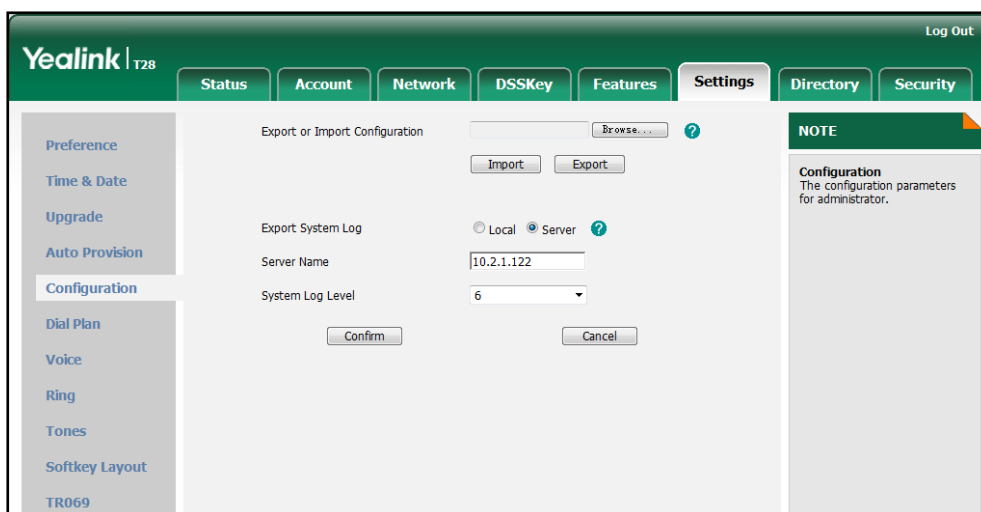 Log Out
Yealink | T28
Status Account Network DSSKey Features Settings Directory Security
Preference
Time & Date
Upgrade
Auto Provision
Configuration
Dial Plan
Voice
Ring
Tones
Softkey Layout
TR069
Export or Import Configuration Browse... ?
Import Export
Export System Log Local Server ?
Server Name 10.2.1.122
System Log Level 6
Confirm Cancel
NOTE
Configuration
The configuration parameters
for administrator.